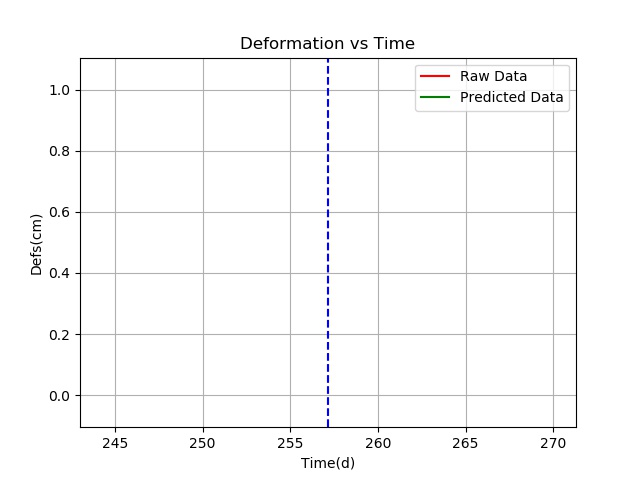 Deformation vs Time
Raw Data
Predicted Data
1.0
0.8
0.6
0.4
0.2
0.0
Defs(cm)
245 250 255 260 265 270
Time(d)